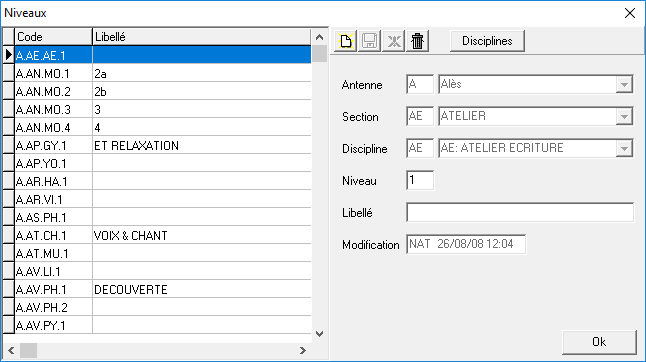 Niveaux
Code Libellé
A.AE.AE.1
A.AN.MO.1 2a
A.AN.MO.2 2b
A.AN.MO.3 3
A.AN.MO.4 4
A.AP.GY.1 ET RELAXATION
A.AP.YO.1
A.AR.HA.1
A.AR.VI.1
A.AS.PH.1
A.AT.CH.1 VOIX & CHANT
A.AT.MU.1
A.AV.LI.1
A.AV.PH.1 DECOUVERTE
A.AV.PH.2
A.AV.PY.1
Disciplines
Antenne A Alès
Section AE ATELIER
Discipline AE AE: ATELIER ECRITURE
Niveau 1
Libellé
Modification NAT 26/08/08 12:04
Ok